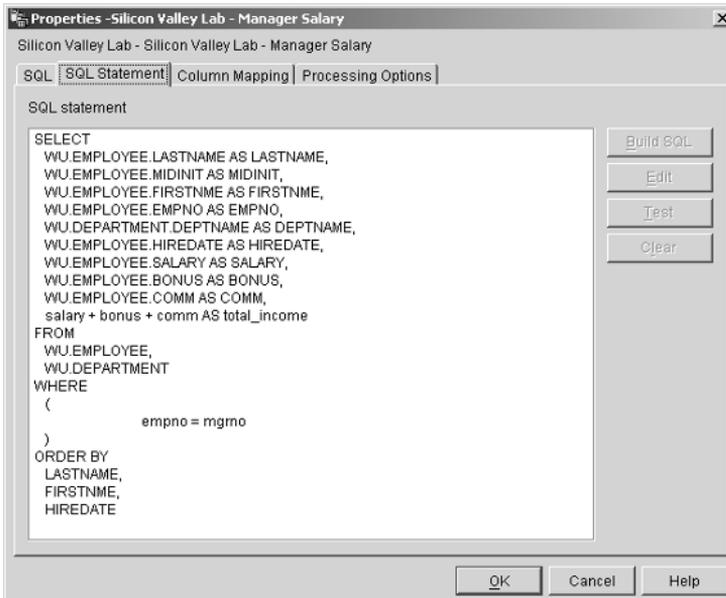 Properties -Silicon Valley Lab - Manager Salary
Silicon Valley Lab - Silicon Valley Lab - Manager Salary
SQL SQL Statement Column Mapping Processing Options
SQL statement
SELECT
WU.EMPLOYEE.LASTNAME AS LASTNAME,
WU.EMPLOYEE.MIDINIT AS MIDINIT,
WU.EMPLOYEE.FIRSTNME AS FIRSTNME,
WU.EMPLOYEE.EMPNO AS EMPNO,
WU.DEPARTMENT.DEPTNAME AS DEPTNAME,
WU.EMPLOYEE.HIREDATE AS HIREDATE,
WU.EMPLOYEE.SALARY AS SALARY,
WU.EMPLOYEE.BONUS AS BONUS,
WU.EMPLOYEE.COMM AS COMM,
salary + bonus + comm AS total_income
FROM
WU.EMPLOYEE,
WU.DEPARTMENT
WHERE
(
empno = mgrno
)
ORDER BY
LASTNAME,
FIRSTNME,
HIREDATE
Build SQL
Edit
Test
Clear
OK Cancel Help